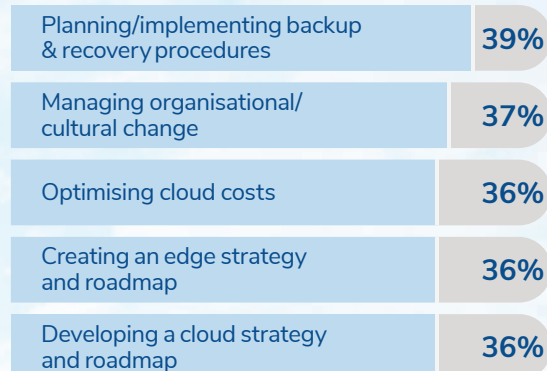 Planning/implementing backup
& recovery procedures
39%
Managing organisational/
cultural change
37%
Optimising cloud costs
36%
Creating an edge strategy
and roadmap
36%
Developing a cloud strategy
and roadmap
36%